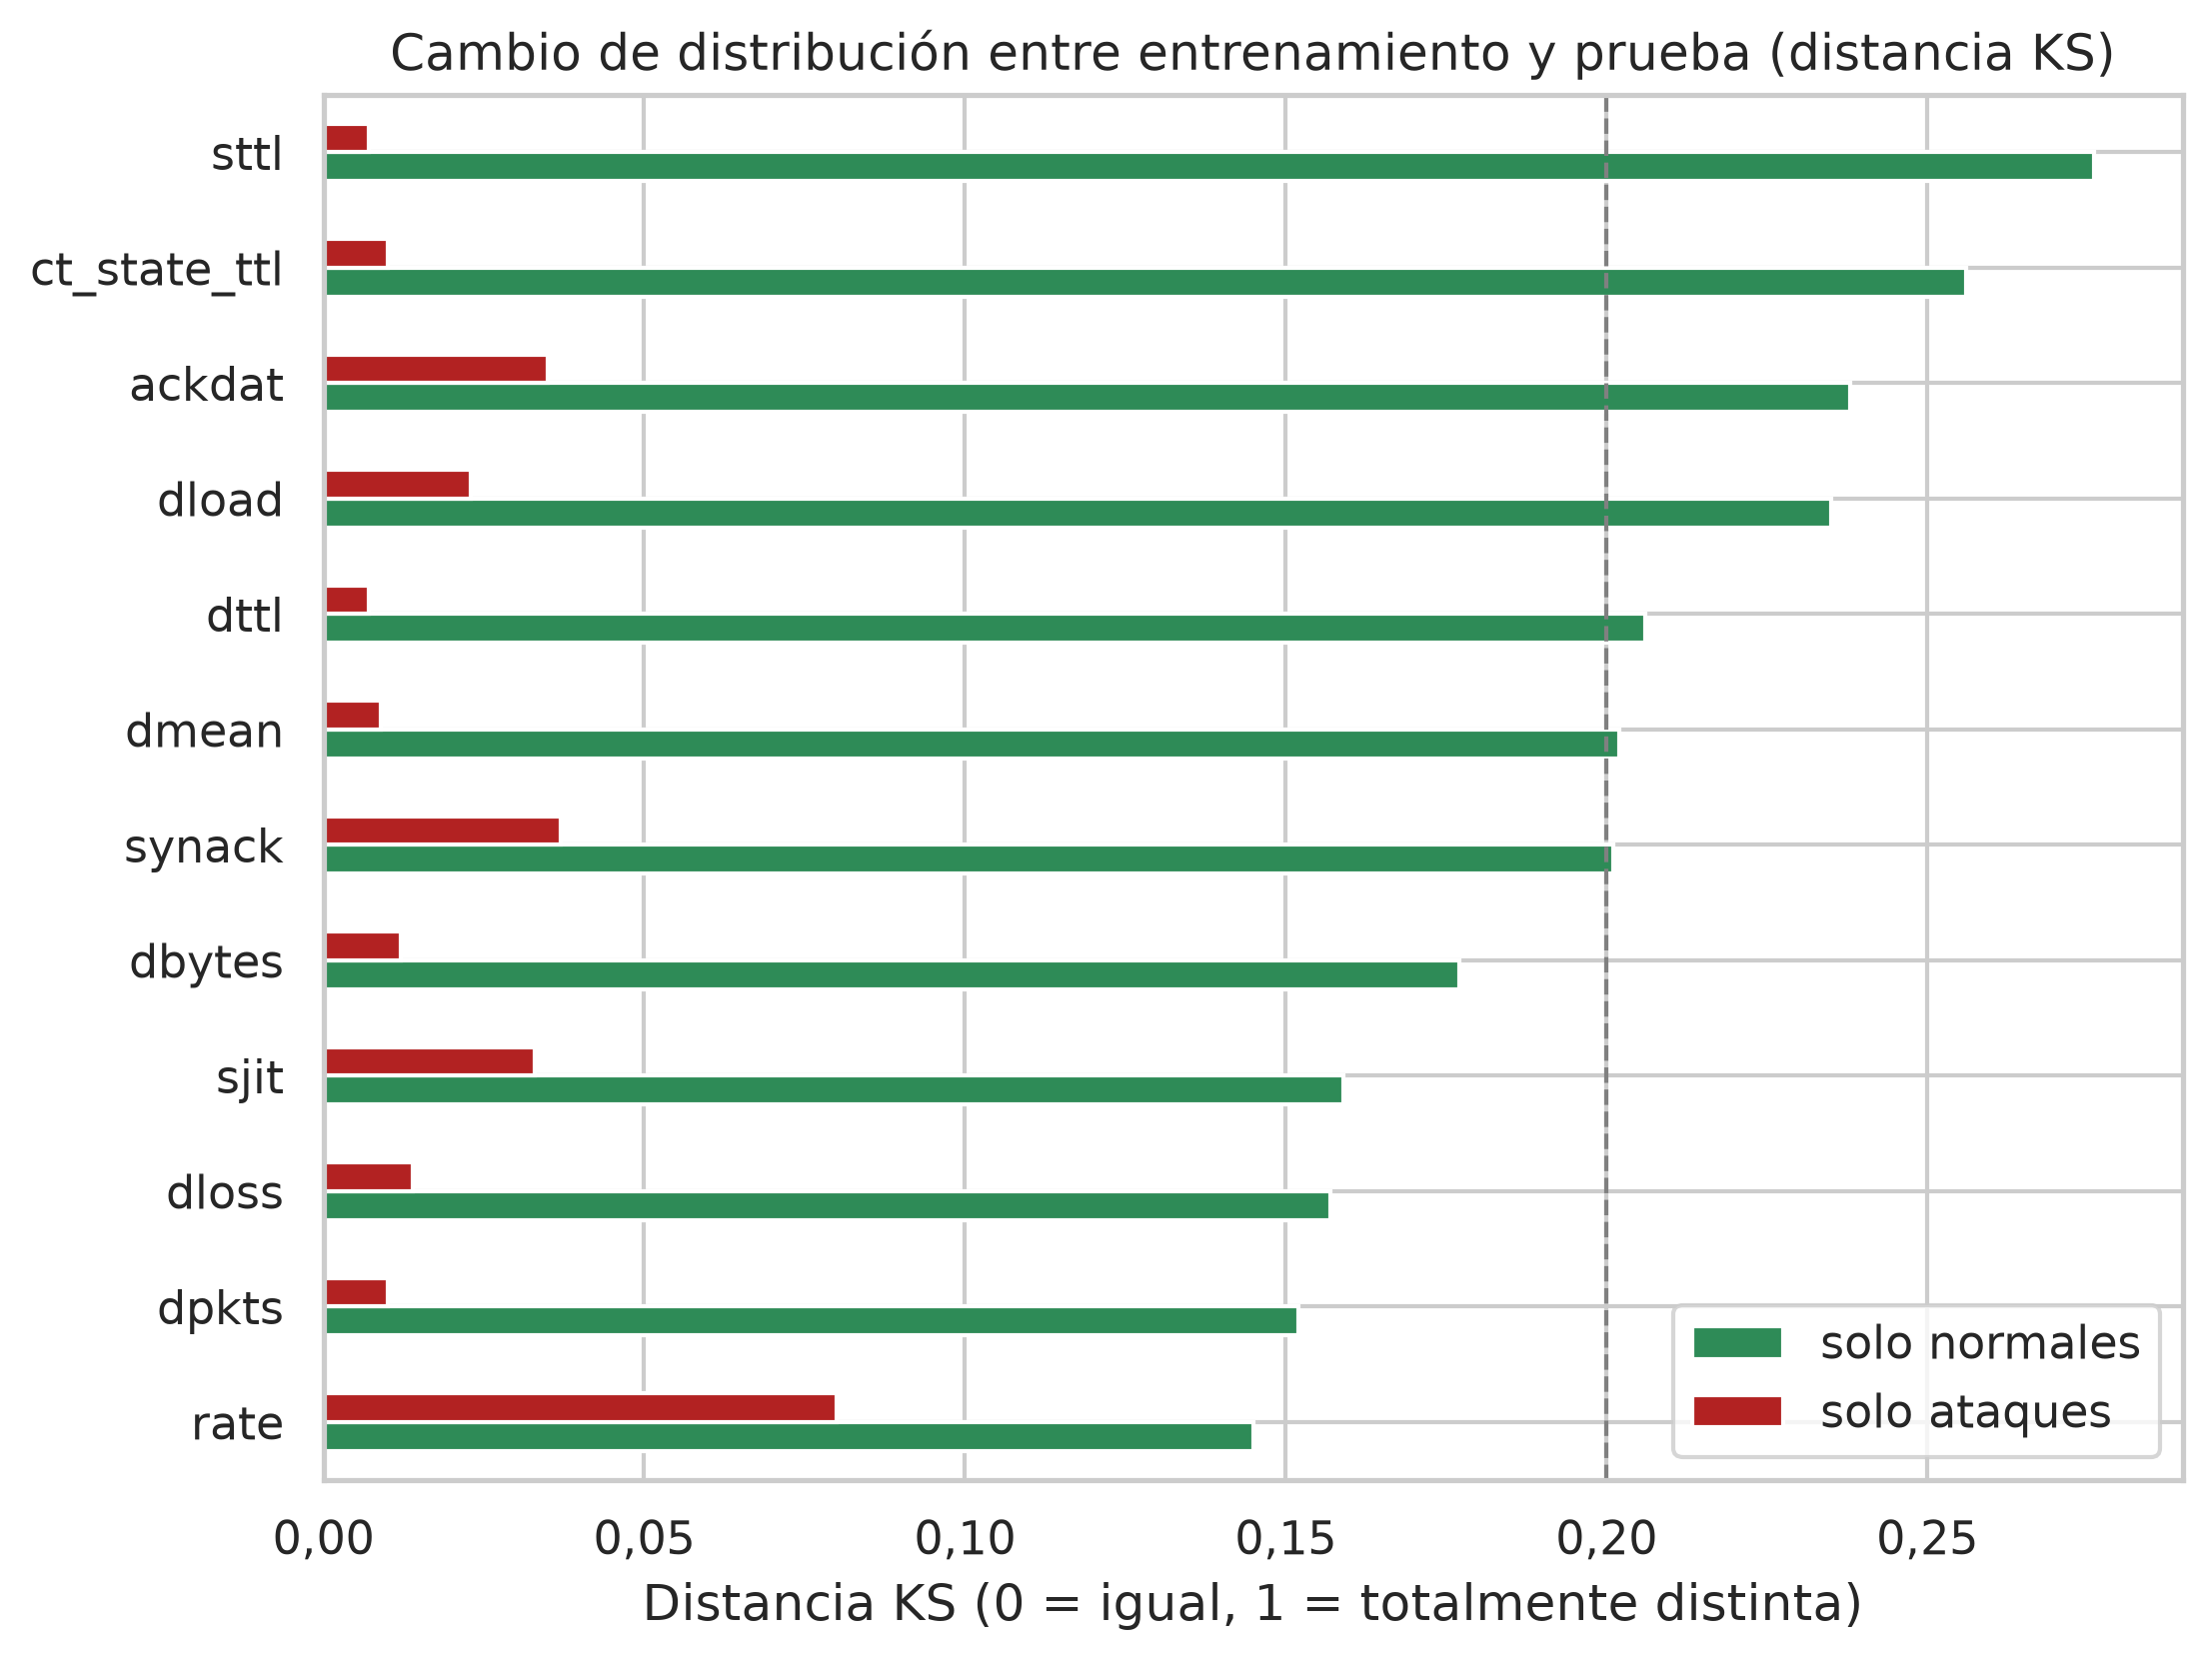 Cambio de distribución entre entrenamiento y prueba (distancia KS)
sttl
ct_state_ttl
ackdat
dload
dttl
dmean
synack
dbytes
sjit
dloss
dpkts
rate
solo normales
solo ataques
0,00 0,05 0,10 0,15 0,20 0,25
Distancia KS (0 = igual, 1 = totalmente distinta)